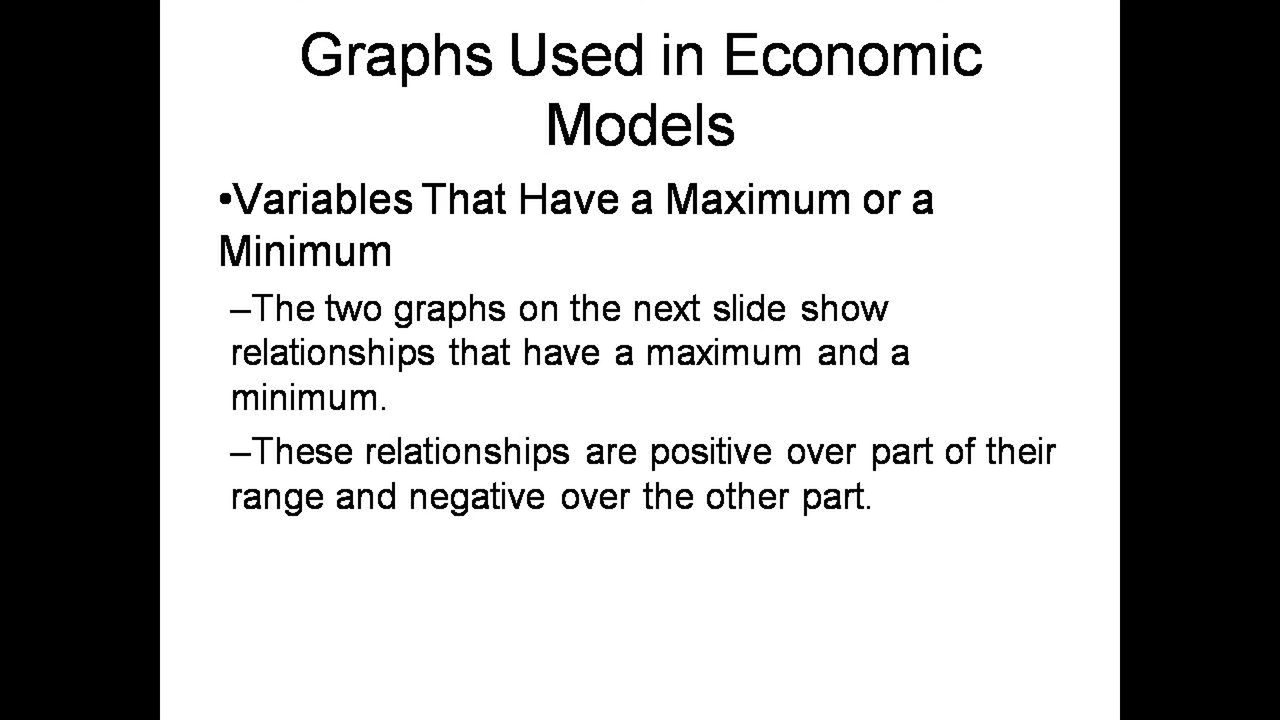 Graphs Used in Economic
Models
•Variables That Have a Maximum or a
Minimum
–The two graphs on the next slide show
relationships that have a maximum and a
minimum.
–These relationships are positive over part of their
range and negative over the other part.